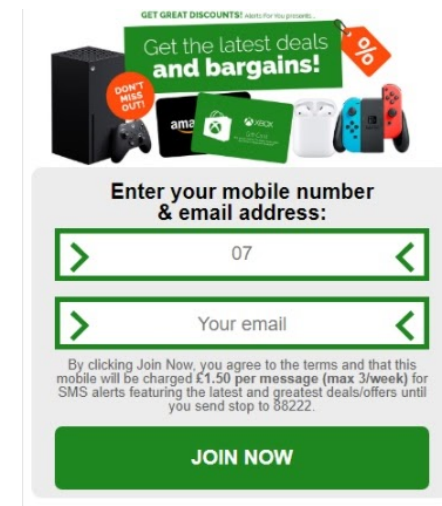 GET GREAT DISCOUNTS! Alerts For You presents...
Get the latest deals
and bargains!
%
DON'T
MISS
OUT!
ama
XBOX
Enter your mobile number
& email address:
07
Your email
By clicking Join Now, you agree to the terms and that this
mobile will be charged £1.50 per message (max 3/week) for
SMS alerts featuring the latest and greatest deals/offers until
you send stop to 88222.
JOIN NOW